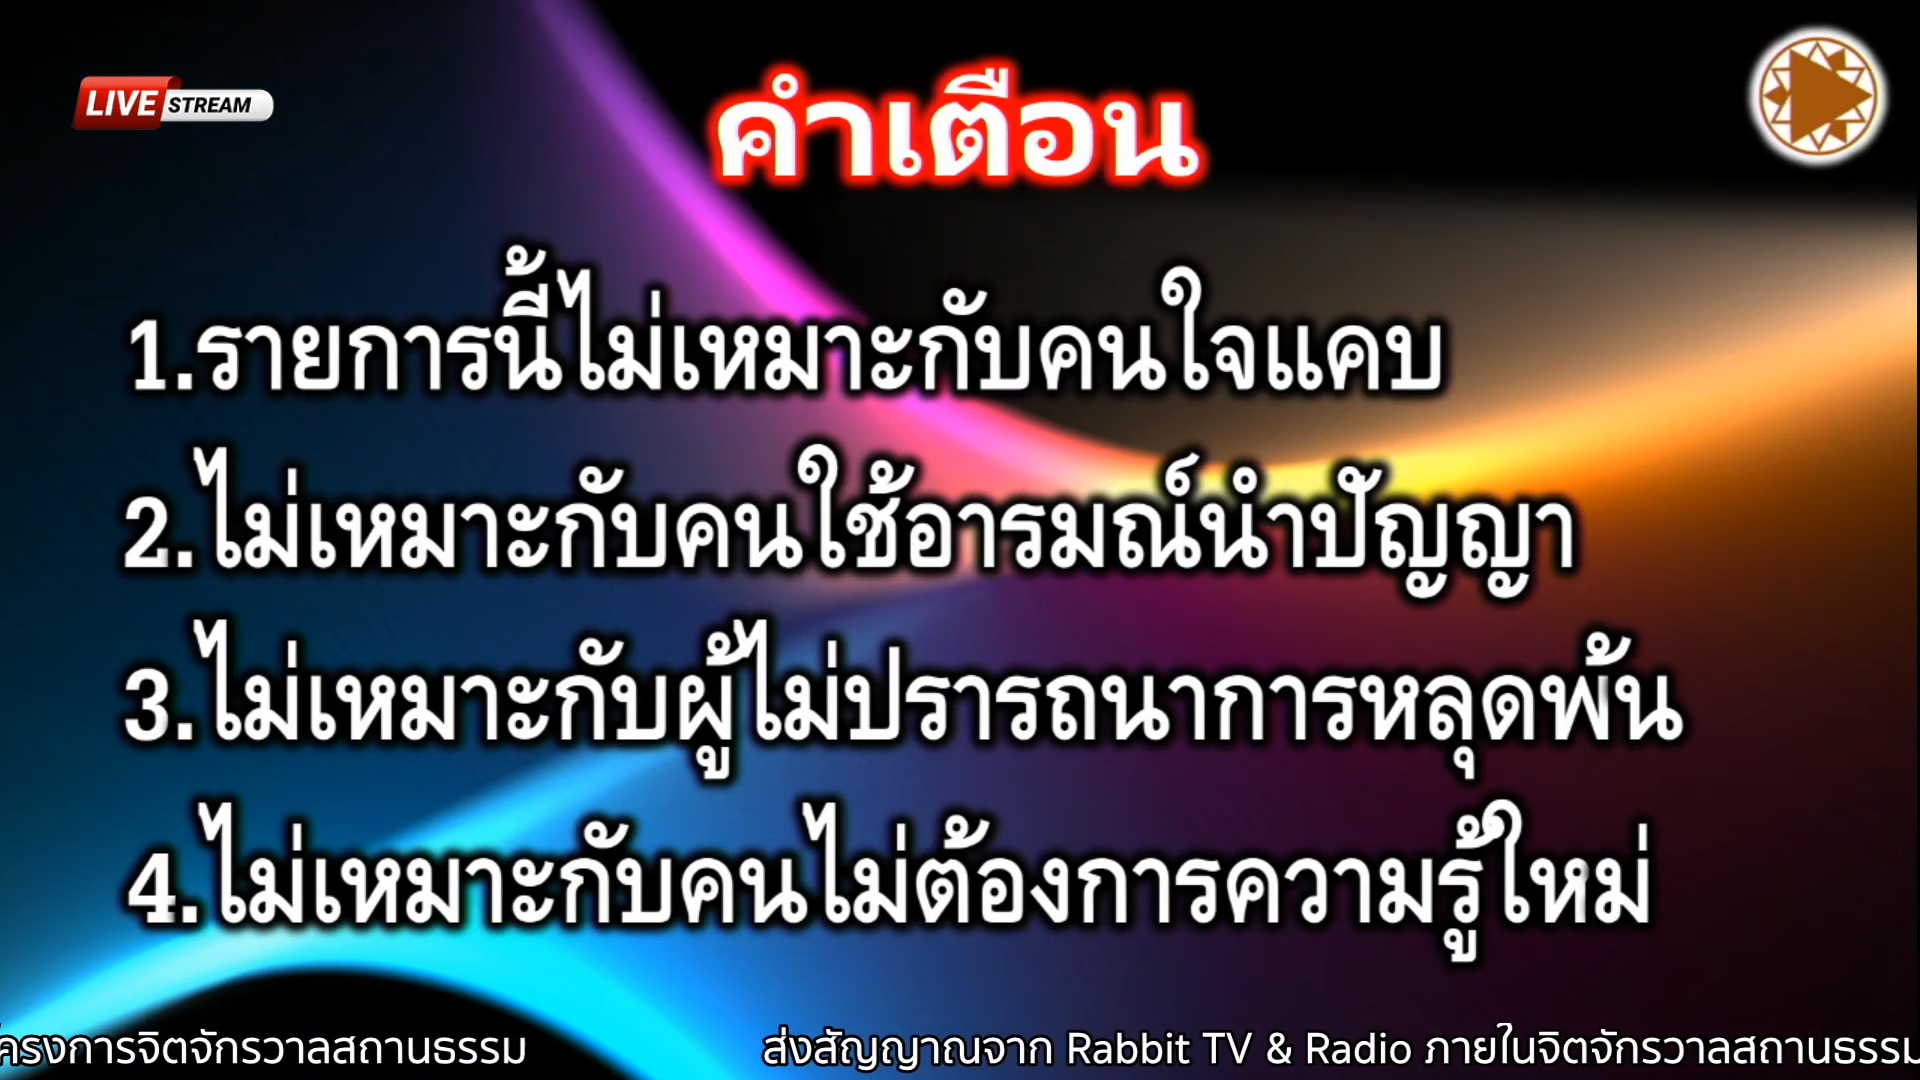 LIVE STREAM
คำเตือน
1.รายการนี้ไม่เหมาะกับคนใจแคบ
2.ไม่เหมาะกับคนใช้อารมณ์นำปัญญา
3.ไม่เหมาะกับผู้ไม่ปรารถนาการหลุดพ้น
4.ไม่เหมาะกับคนไม่ต้องการความรู้ใหม่
โครงการจิตจักรวาลสถานธรรม ส่งสัญญาณจาก Rabbit TV & Radio ภายในจิตจักรวาลสถานธรรม